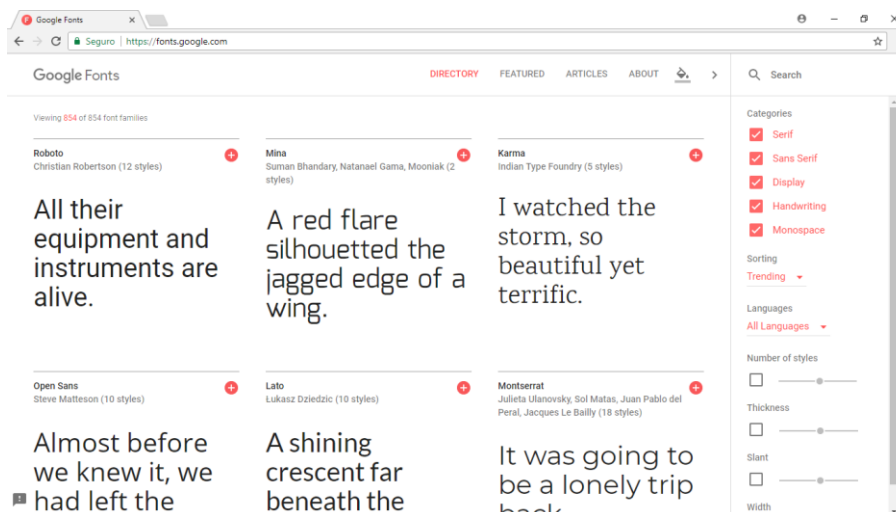 Google Fonts
Seguro | https://fonts.google.com
Google Fonts
DIRECTORY FEATURED ARTICLES ABOUT
Search
Viewing 854 of 854 font families
Roboto
Christian Robertson (12 styles)
All their
equipment and
instruments are
alive.
Mina
Suman Bhandary, Natanael Gama, Mooniak (2
styles)
A red flare
silhouetted the
jagged edge of a
wing.
Karma
Indian Type Foundry (5 styles)
I watched the
storm, so
beautiful yet
terrific.
Open Sans
Steve Matteson (10 styles)
Almost before
we knew it, we
had left the
Lato
Łukasz Dziedzic (10 styles)
A shining
crescent far
beneath the
Montserrat
Julieta Ulanovsky, Sol Matas, Juan Pablo del
Peral, Jacques Le Bailly (18 styles)
It was going to
be a lonely trip
back
Categories
Serif
Sans Serif
Display
Handwriting
Monospace
Sorting
Trending
Languages
All Languages
Number of styles
Thickness
Slant
Width